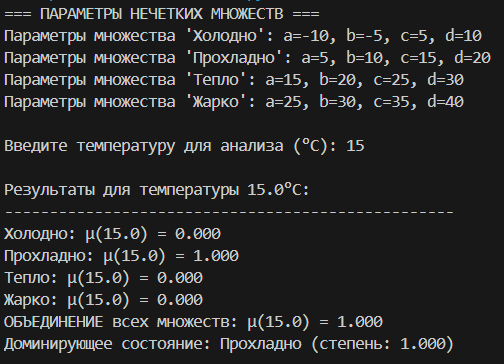 === ПАРАМЕТРЫ НЕЧЕТКИХ МНОЖЕСТВ ===
Параметры множества 'Холодно': a=-10, b=-5, c=5, d=10
Параметры множества 'Прохладно': a=5, b=10, c=15, d=20
Параметры множества 'Тепло': a=15, b=20, c=25, d=30
Параметры множества 'Жарко': a=25, b=30, c=35, d=40
Введите температуру для анализа (°C): 15
Результаты для температуры 15.0°C:
--------------------------------------------------
Холодно: μ(15.0) = 0.000
Прохладно: μ(15.0) = 1.000
Тепло: μ(15.0) = 0.000
Жарко: μ(15.0) = 0.000
ОБЪЕДИНЕНИЕ всех множеств: μ(15.0) = 1.000
Доминирующее состояние: Прохладно (степень: 1.000)